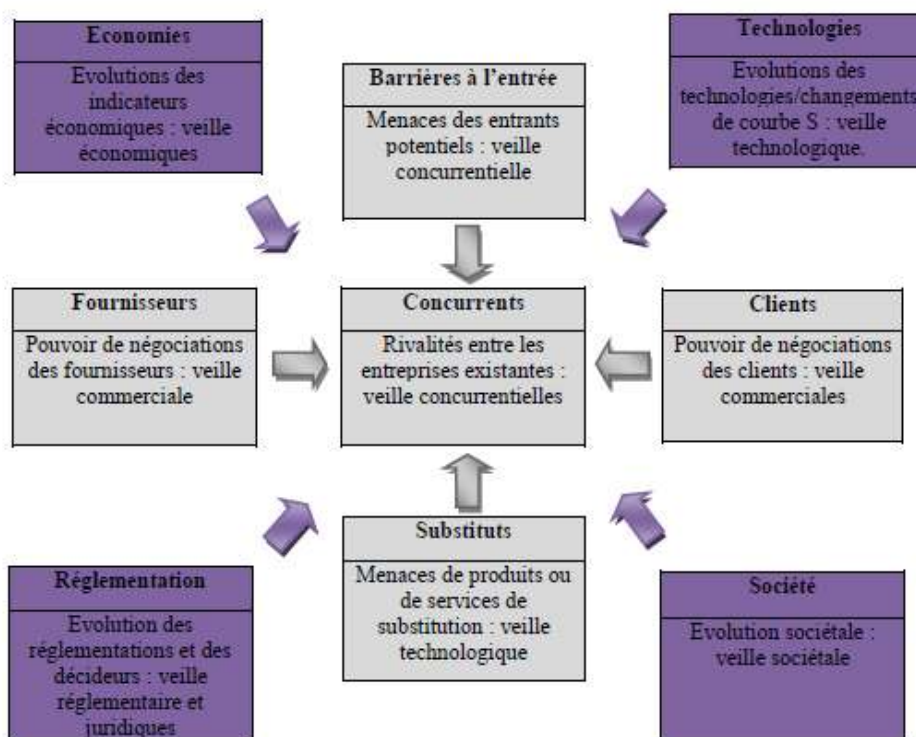 Economies
Evolutions des
indicateurs
économiques : veille
économiques
Technologies
Evolutions des
technologies/changements
de courbe S : veille
technologique.
Barrières à l'entrée
Menaces des entrants
potentiels : veille
concurrentielle
Fournisseurs
Pouvoir de négociations
des fournisseurs : veille
commerciale
Concurrents
Rivalités entre les
entreprises existantes :
veille concurrentielles
Clients
Pouvoir de négociations
des clients : veille
commerciales
Substituts
Menaces de produits ou
de services de
substitution : veille
technologique
Réglementation
Evolution des
réglementations et des
décideurs : veille
réglementaire et
juridiques
Société
Evolution sociétale :
veille sociétale